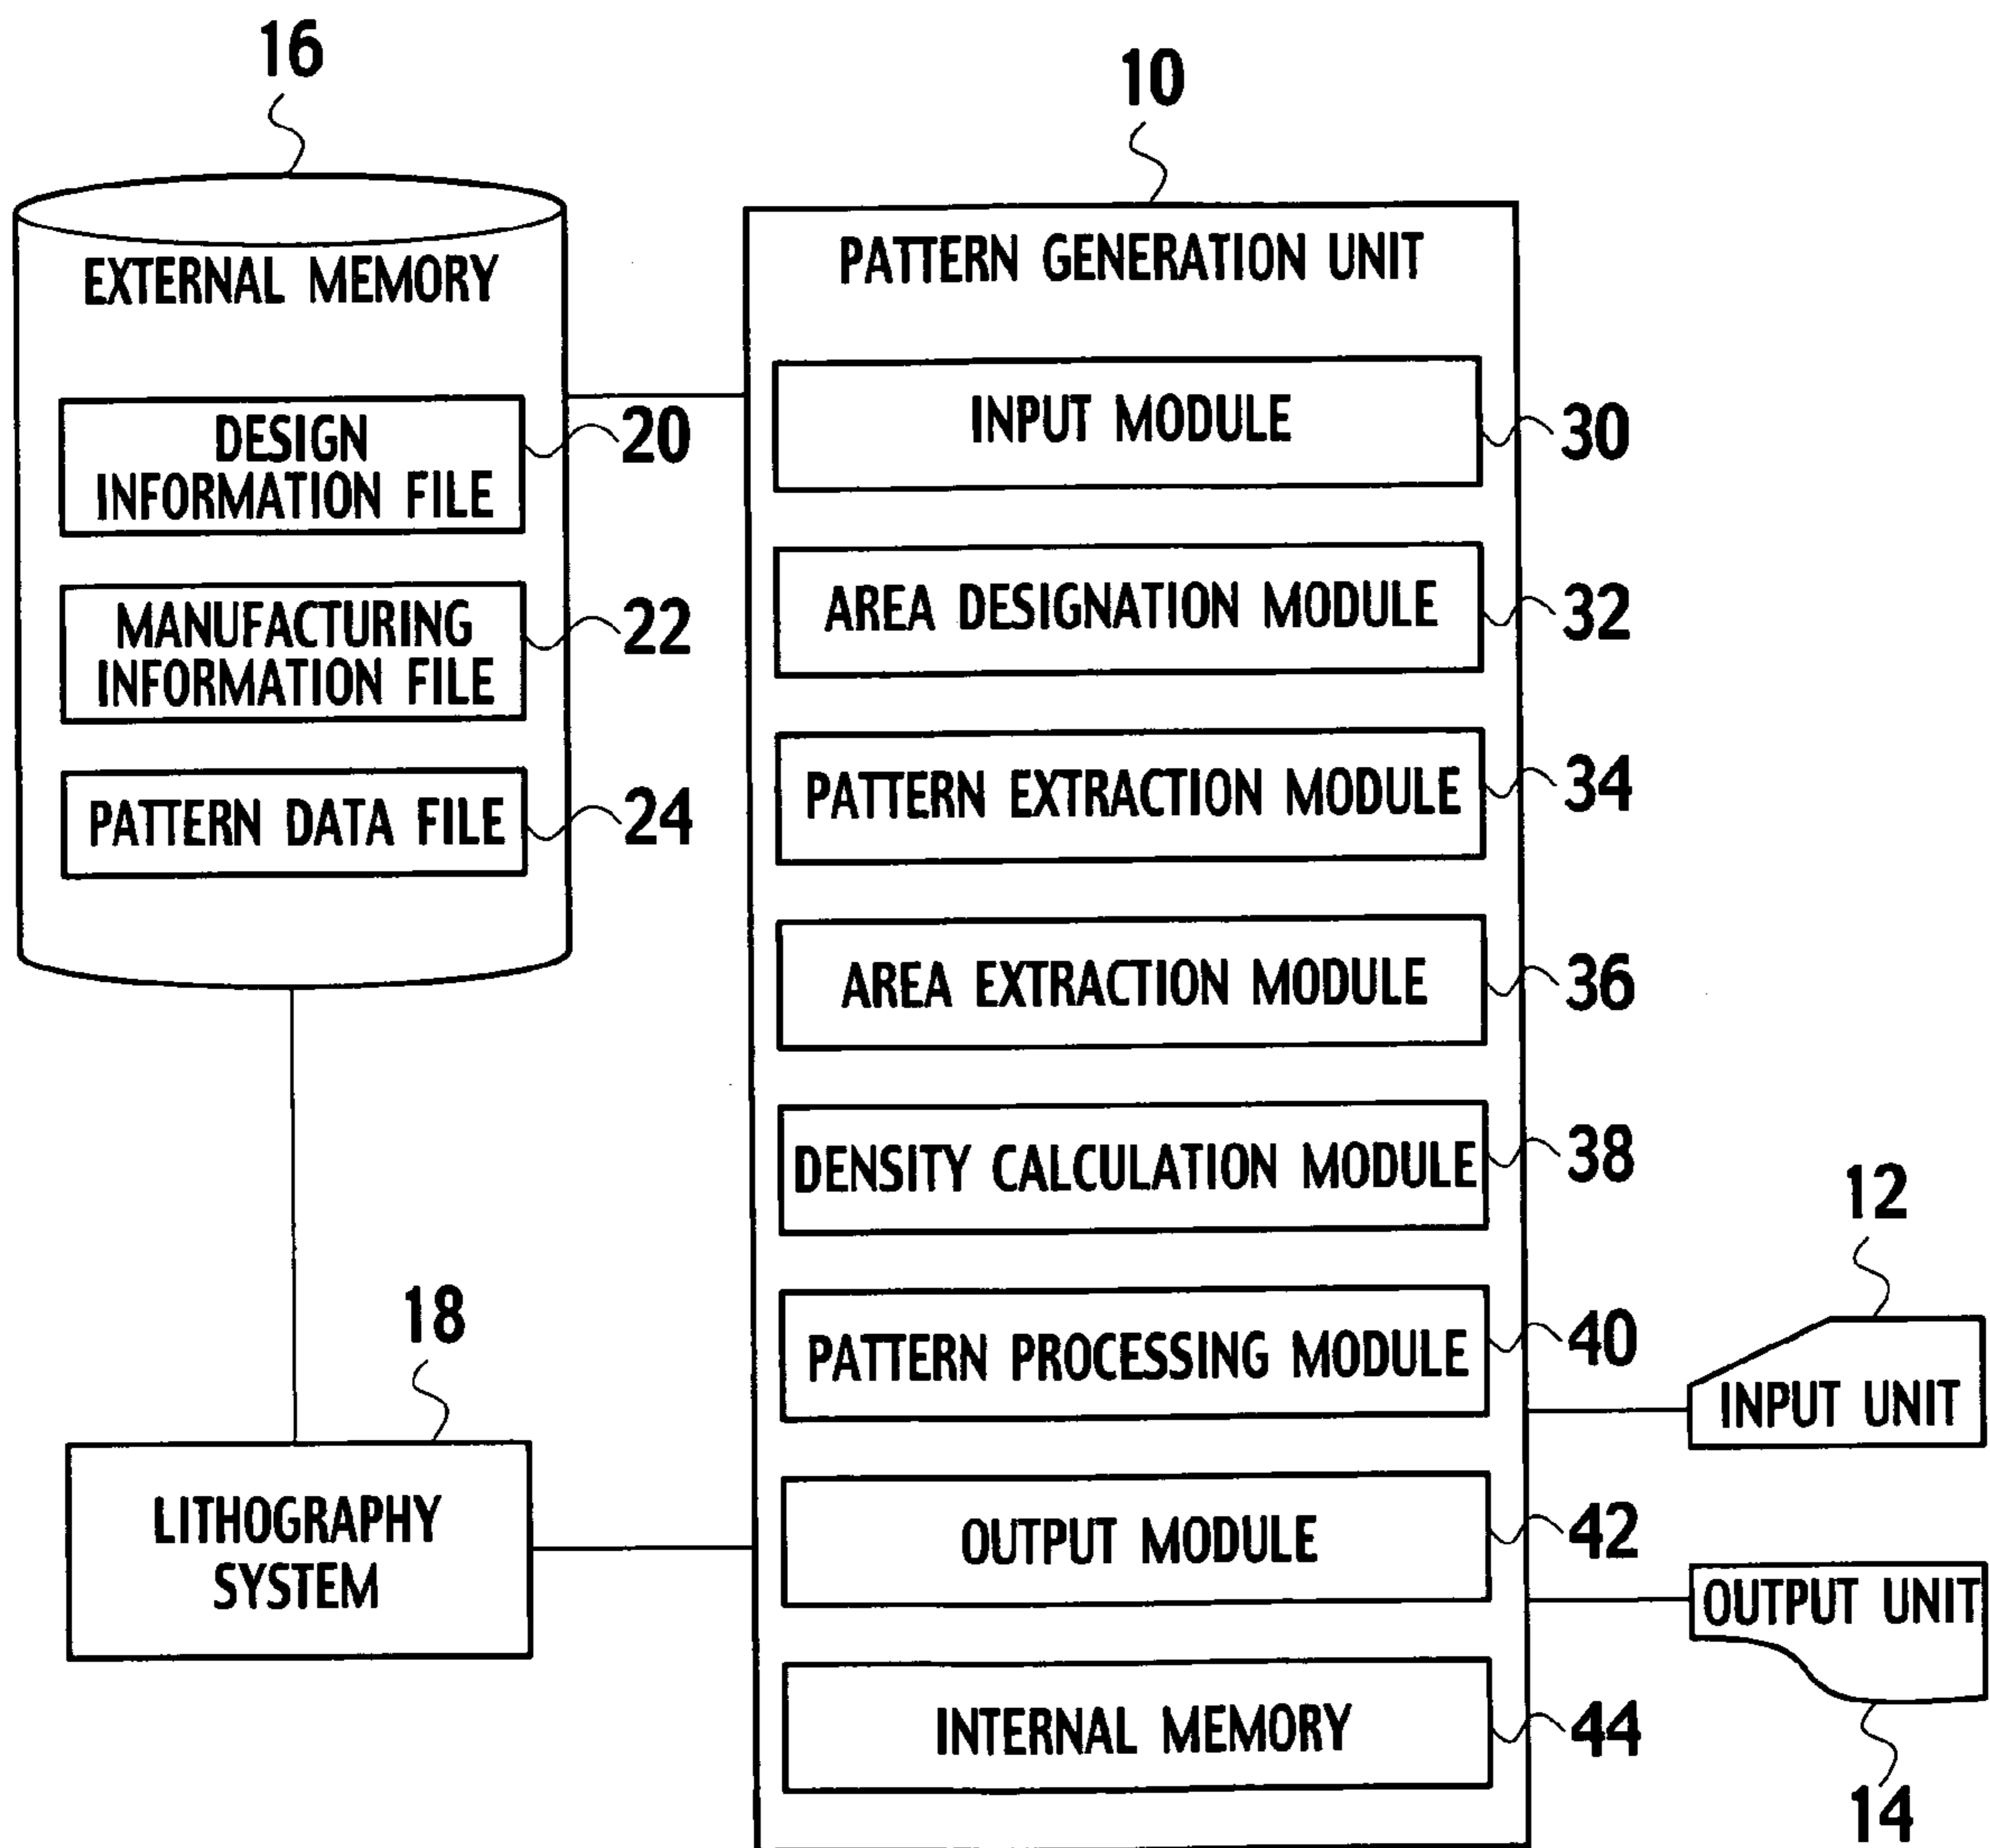 16
10
EXTERNAL MEMORY
DESIGN
INFORMATION FILE
20
MANUFACTURING
INFORMATION FILE
22
PATTERN DATA FILE
24
PATTERN GENERATION UNIT
INPUT MODULE
30
AREA DESIGNATION MODULE
32
PATTERN EXTRACTION MODULE
34
AREA EXTRACTION MODULE
36
DENSITY CALCULATION MODULE
38
PATTERN PROCESSING MODULE
40
OUTPUT MODULE
42
INTERNAL MEMORY
44
18
LITHOGRAPHY
SYSTEM
12
INPUT UNIT
OUTPUT UNIT
14